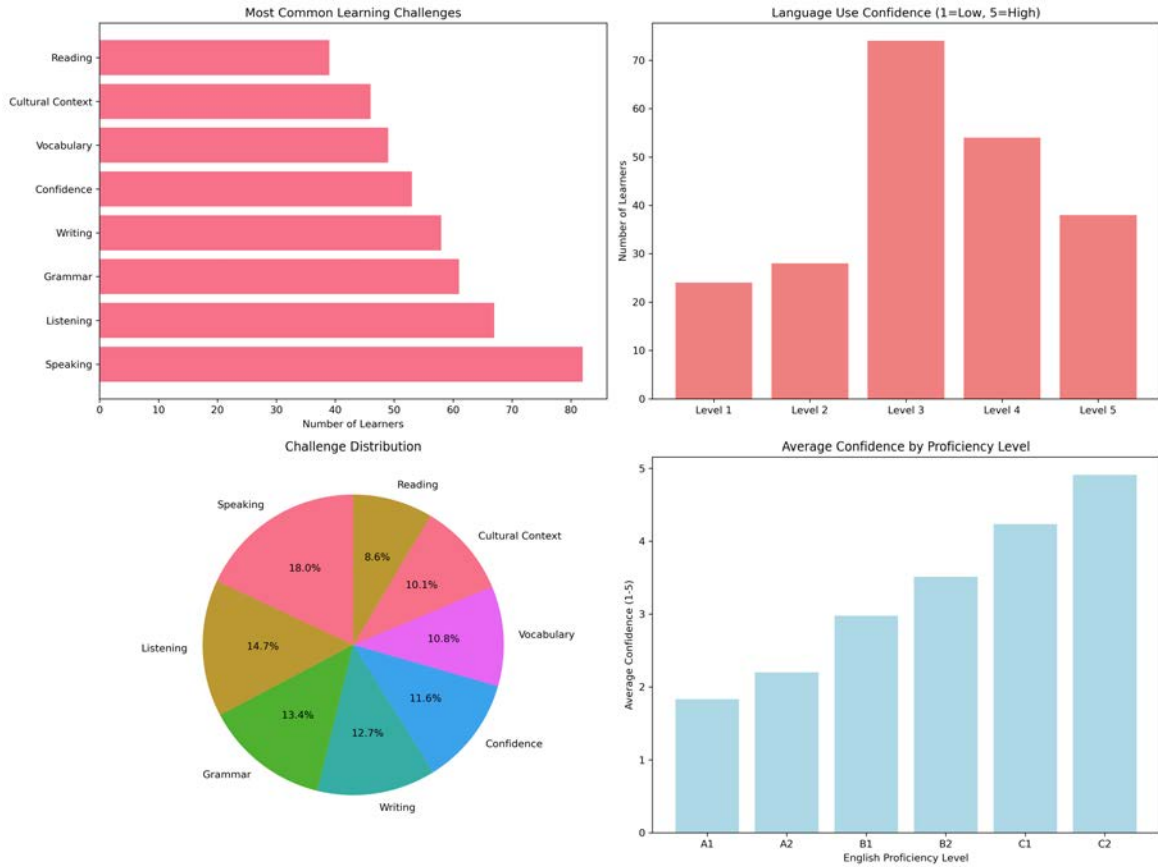 Most Common Learning Challenges
Reading
Cultural Context
Vocabulary
Confidence
Writing
Grammar
Listening
Speaking
0 10 20 30 40 50 60 70 80
Number of Learners
Language Use Confidence (1=Low, 5=High)
Number of Learners
70
60
50
40
30
20
10
0
Level 1 Level 2 Level 3 Level 4 Level 5
Challenge Distribution
Reading
Speaking
Cultural Context
8.6%
18.0%
10.1%
Vocabulary
10.8%
Listening
14.7%
11.6%
13.4%
12.7%
Confidence
Grammar
Writing
Average Confidence by Proficiency Level
Average Confidence (1-5)
5
4
3
2
1
0
A1 A2 B1 B2 C1 C2
English Proficiency Level